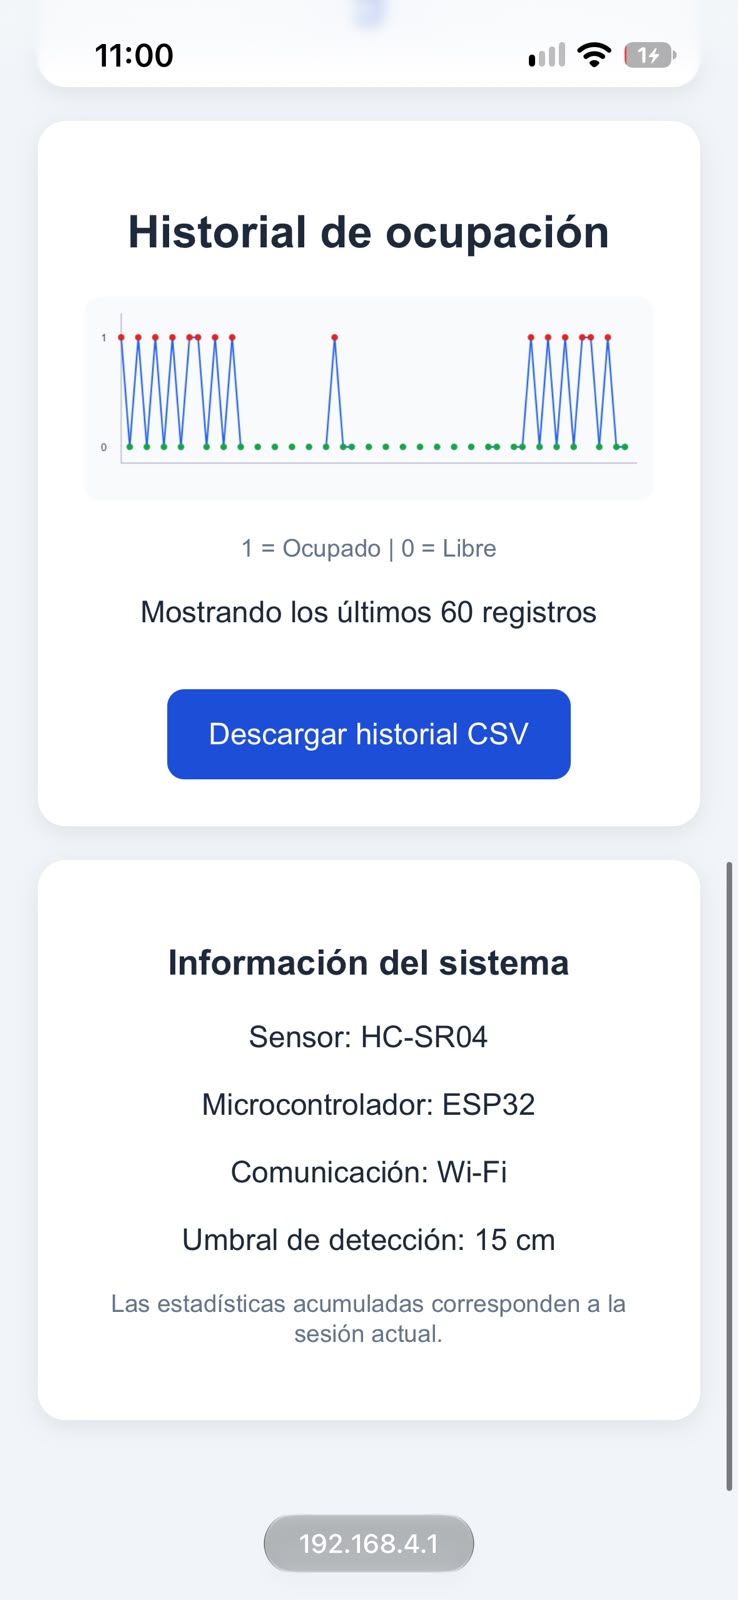 11:00
1
Historial de ocupación
1
0
1 = Ocupado | 0 = Libre
Mostrando los últimos 60 registros
Descargar historial CSV
Información del sistema
Sensor: HC-SR04
Microcontrolador: ESP32
Comunicación: Wi-Fi
Umbral de detección: 15 cm
Las estadísticas acumuladas corresponden a la
sesión actual.
192.168.4.1